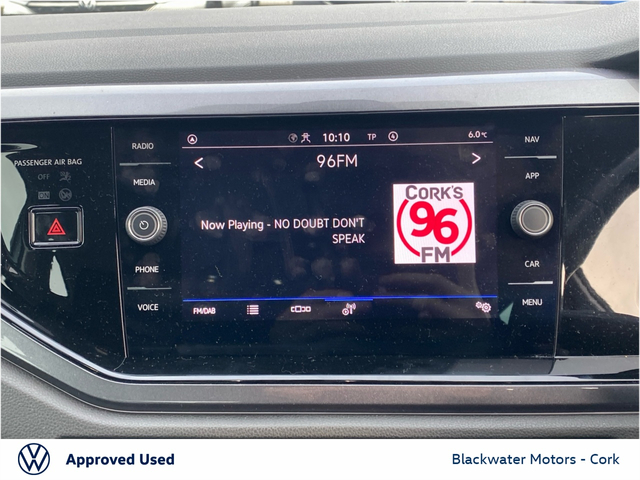 RADIO
MEDIA
PHONE
VOICE
PASSENGER AIR BAG
OFF
10:10 TP 6.0°C
< 96FM >
Now Playing - NO DOUBT DON'T
SPEAK
CORK'S
96
FM
FM/DAB
NAV
APP
CAR
MENU
Approved Used
Blackwater Motors - Cork